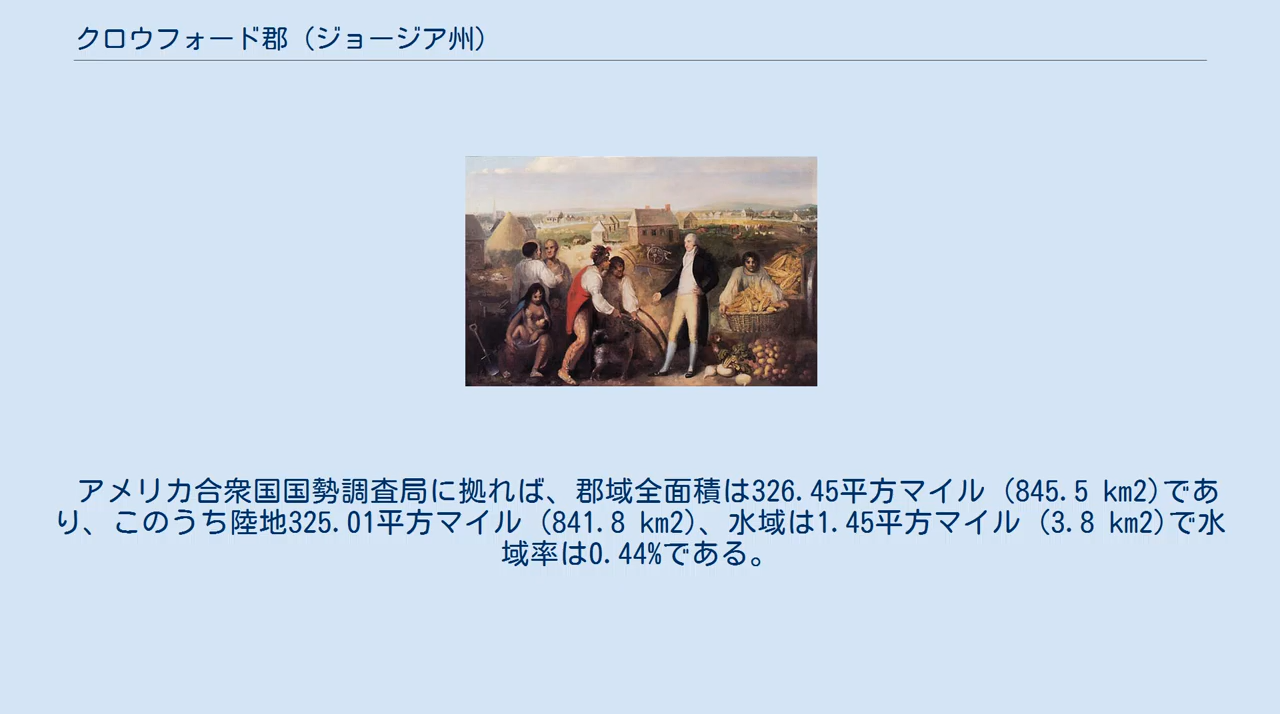 クロウフォード郡 (ジョージア州)
アメリカ合衆国国勢調査局に拠れば、郡域全面積は326.45平方マイル (845.5 km2)であ
り、このうち陸地325.01平方マイル (841.8 km2)、水域は1.45平方マイル (3.8 km2)で水
域率は0.44%である。